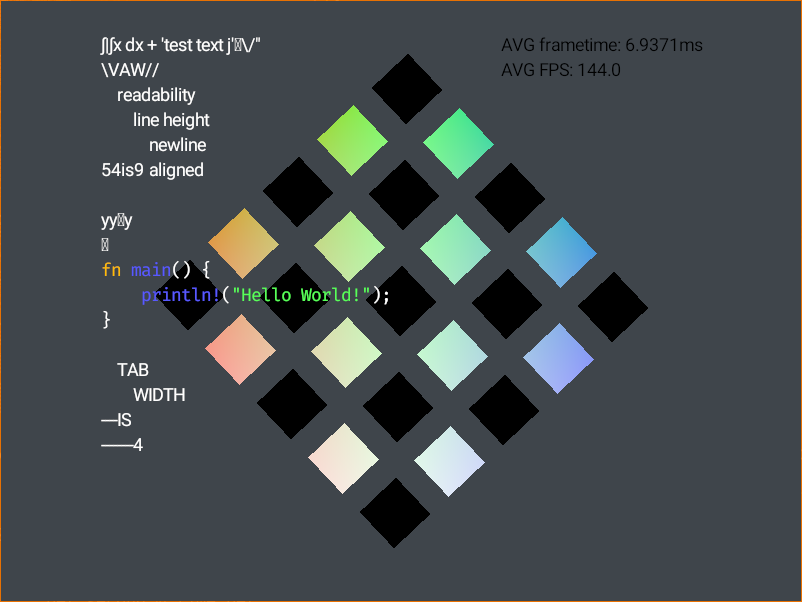 ∬∫x dx + 'test text j'▯\/"
\VAW//
    readability
        line height
            newline
54is9 aligned
yy▯y
▯
fn main() {
    println!("Hello World!");
}
    TAB
        WIDTH
—IS
——4
AVG frametime: 6.9371ms
AVG FPS: 144.0